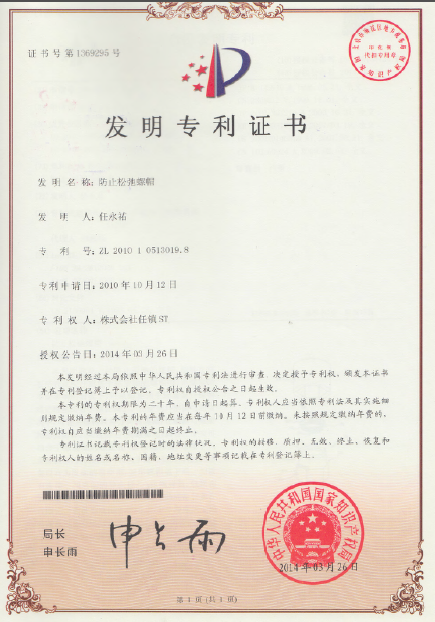 证书号第1369295号
印花税
代扣专用章
发明专利证书
发 明 名 称:防止松弛螺帽
发 明 人:任永祐
专 利 号:ZL 2010 1 0513019.8
专利申请日:2010年10月12日
专 利 权 人:株式会社任镇ST
授权公告日:2014年03月26日
本发明经过本局依照中华人民共和国专利法进行审查,决定授予专利权,颁发本证书
并在专利登记簿上予以登记。专利权自授权公告之日起生效。
本专利的专利权期限为二十年,自申请日起算。专利权人应当依照专利法及其实施细
则规定缴纳年费。本专利的年费应当在每年10月12日前缴纳。未按照规定缴纳年费的,
专利权自应当缴纳年费期满之日起终止。
专利证书记载专利权登记时的法律状况。专利权的转移、质押、无效、终止、恢复和
专利权人的姓名或名称、国籍、地址变更等事项记载在专利登记簿上。
局长
申长雨
申长雨
中华人民共和国国家知识产权局
2014年03月26日
第 1 页 (共 1 页)